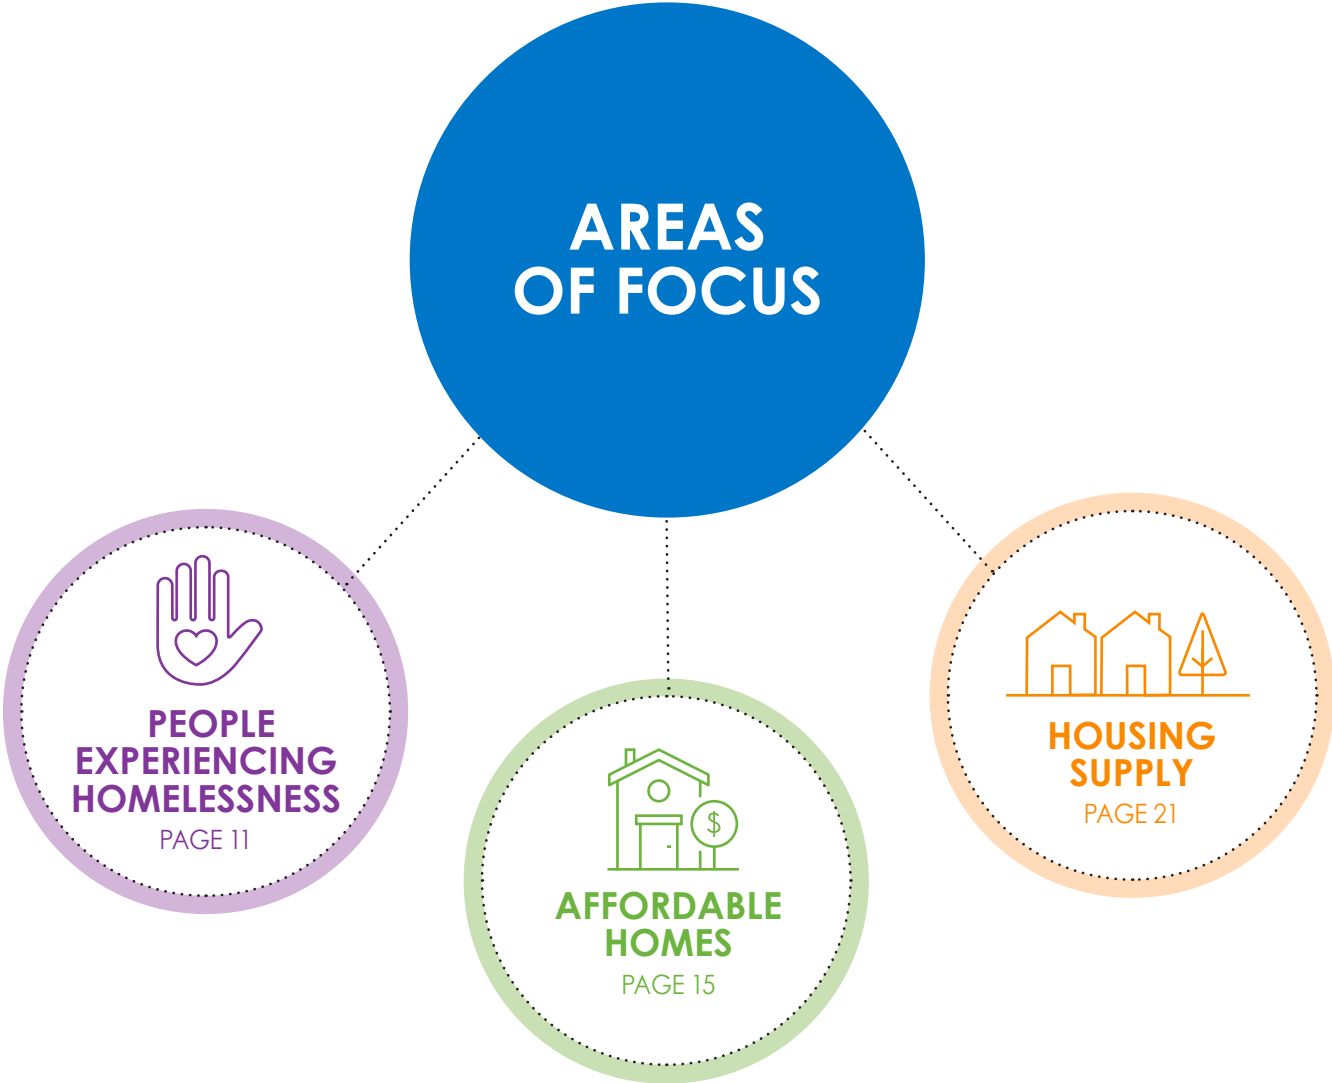 AREAS
OF FOCUS
PEOPLE
EXPERIENCING
HOMELESSNESS
PAGE 11
$
AFFORDABLE
HOMES
PAGE 15
HOUSING
SUPPLY
PAGE 21